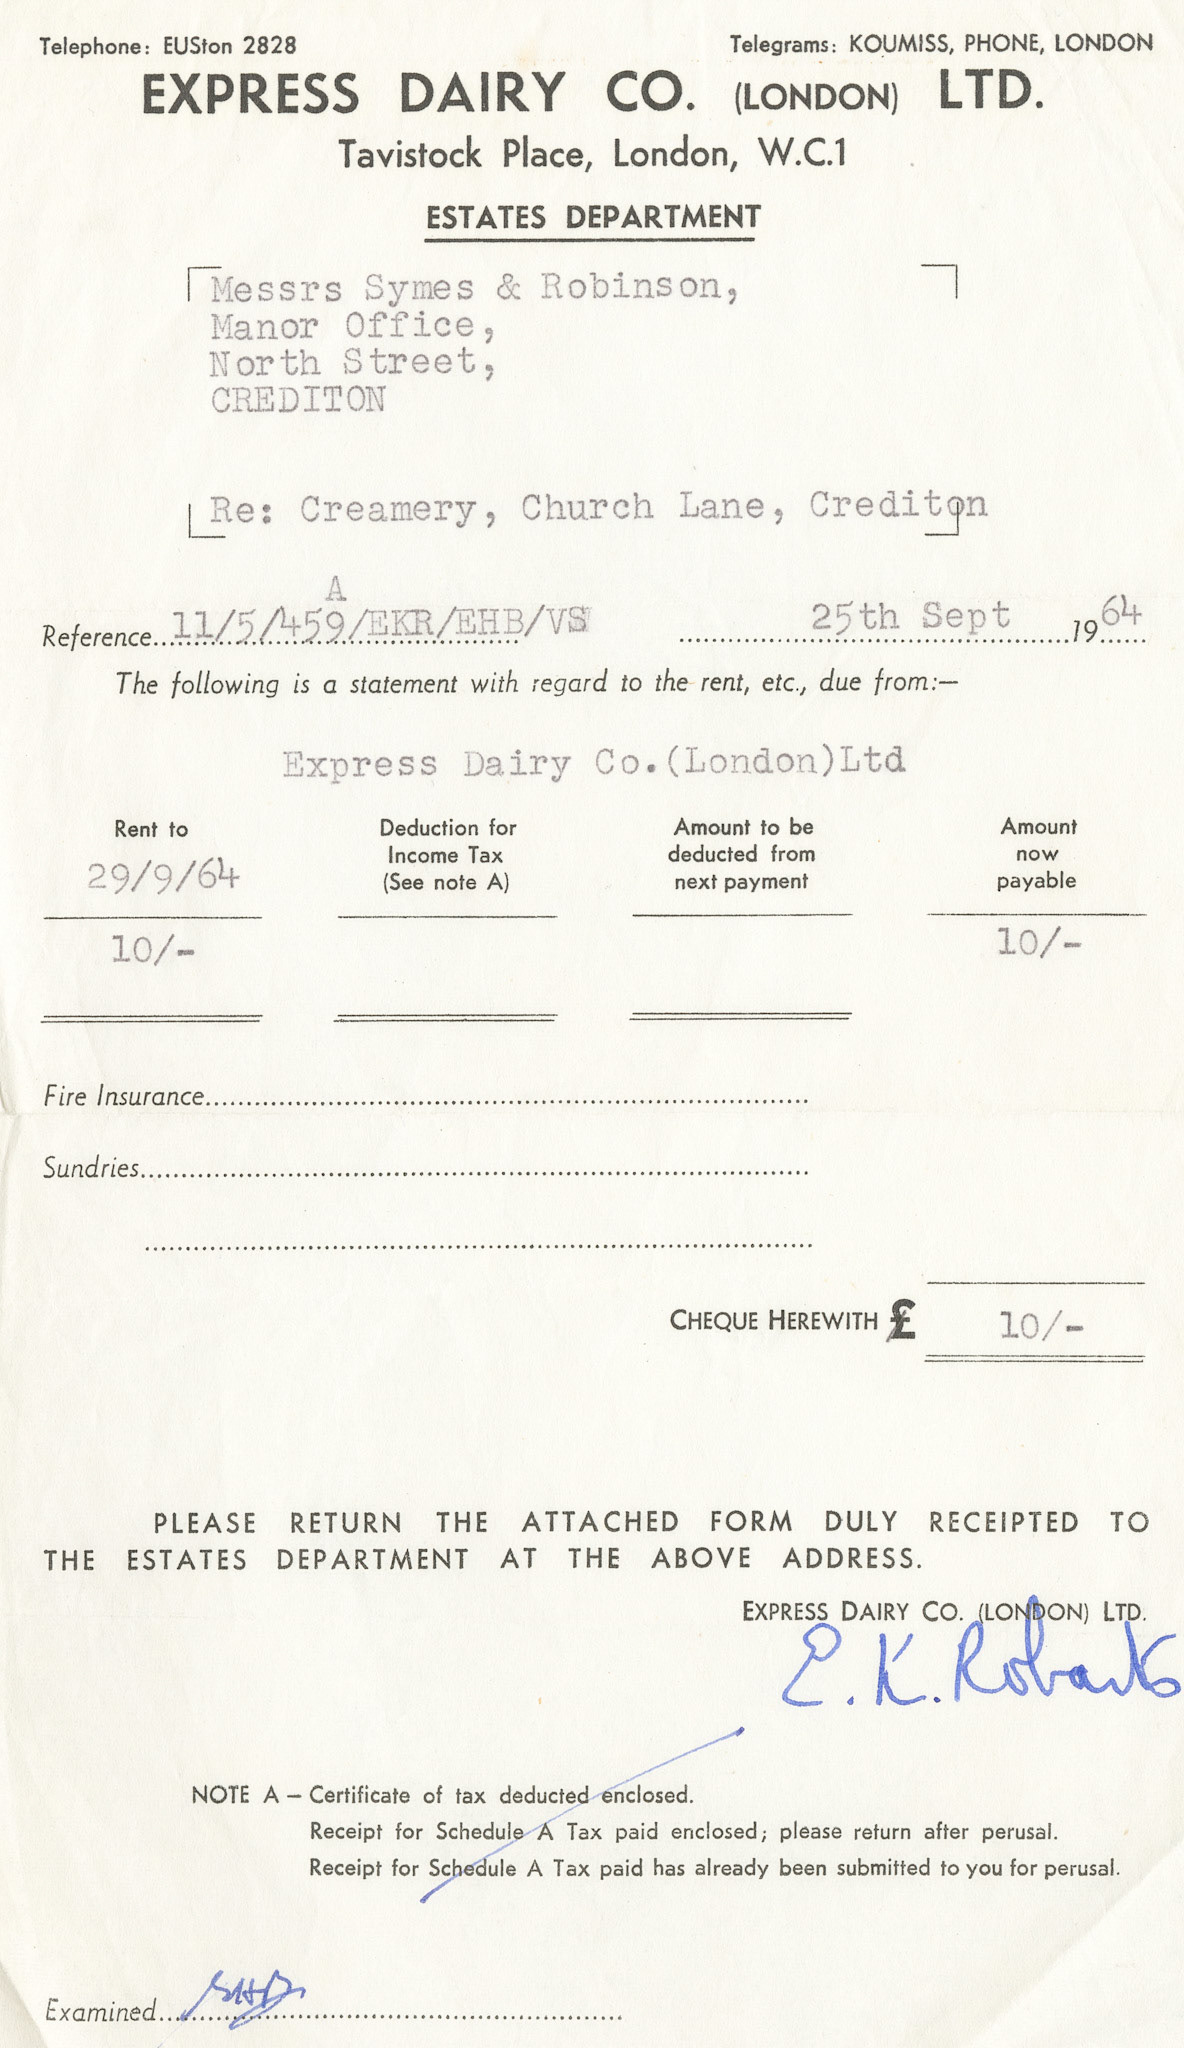 Telephone: EUSton 2828
Telegrams: KOUMISS, PHONE, LONDON
EXPRESS DAIRY CO. (LONDON) LTD.
Tavistock Place, London, W.C.1
ESTATES DEPARTMENT
Messrs Symes & Robinson,
Manor Office,
North Street,
CREDITON
Re: Creamery, Church Lane, Crediton
A
Reference 11/5/459/EKR/EHB/VS 25th Sept 1964
The following is a statement with regard to the rent, etc., due from:—
Express Dairy Co.(London)Ltd
Rent to
29/9/64
10/-
Deduction for
Income Tax
(See note A)
Amount to be
deducted from
next payment
Amount
now
payable
10/-
Fire Insurance
Sundries
CHEQUE HEREWITH £ 10/-
PLEASE RETURN THE ATTACHED FORM DULY RECEIPTED TO
THE ESTATES DEPARTMENT AT THE ABOVE ADDRESS.
EXPRESS DAIRY CO. (LONDON) LTD.
E. K. Robarts
NOTE A – Certificate of tax deducted enclosed.
Receipt for Schedule A Tax paid enclosed; please return after perusal.
Receipt for Schedule A Tax paid has already been submitted to you for perusal.
Examined